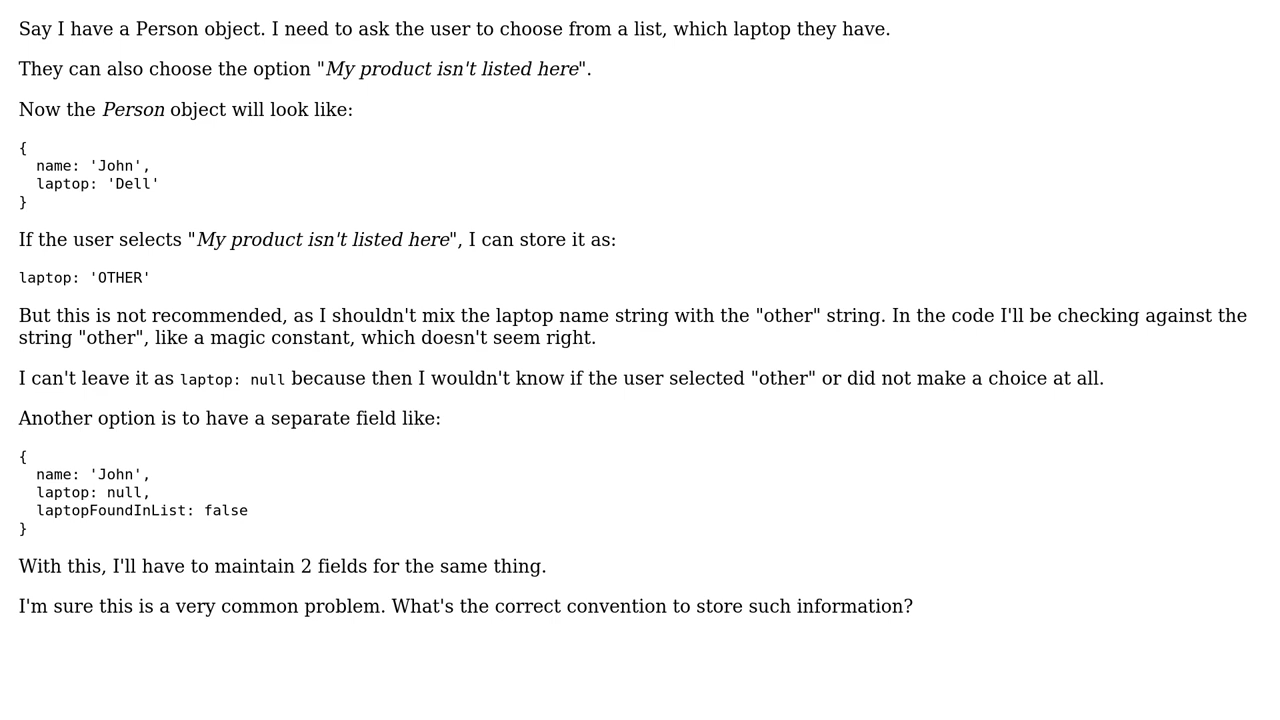 Say I have a Person object. I need to ask the user to choose from a list, which laptop they have.
They can also choose the option "My product isn't listed here".
Now the Person object will look like:
{
  name: 'John',
  laptop: 'Dell'
}
If the user selects "My product isn't listed here", I can store it as:
laptop: 'OTHER'
But this is not recommended, as I shouldn't mix the laptop name string with the "other" string. In the code I'll be checking against the
string "other", like a magic constant, which doesn't seem right.
I can't leave it as laptop: null because then I wouldn't know if the user selected "other" or did not make a choice at all.
Another option is to have a separate field like:
{
  name: 'John',
  laptop: null,
  laptopFoundInList: false
}
With this, I'll have to maintain 2 fields for the same thing.
I'm sure this is a very common problem. What's the correct convention to store such information?